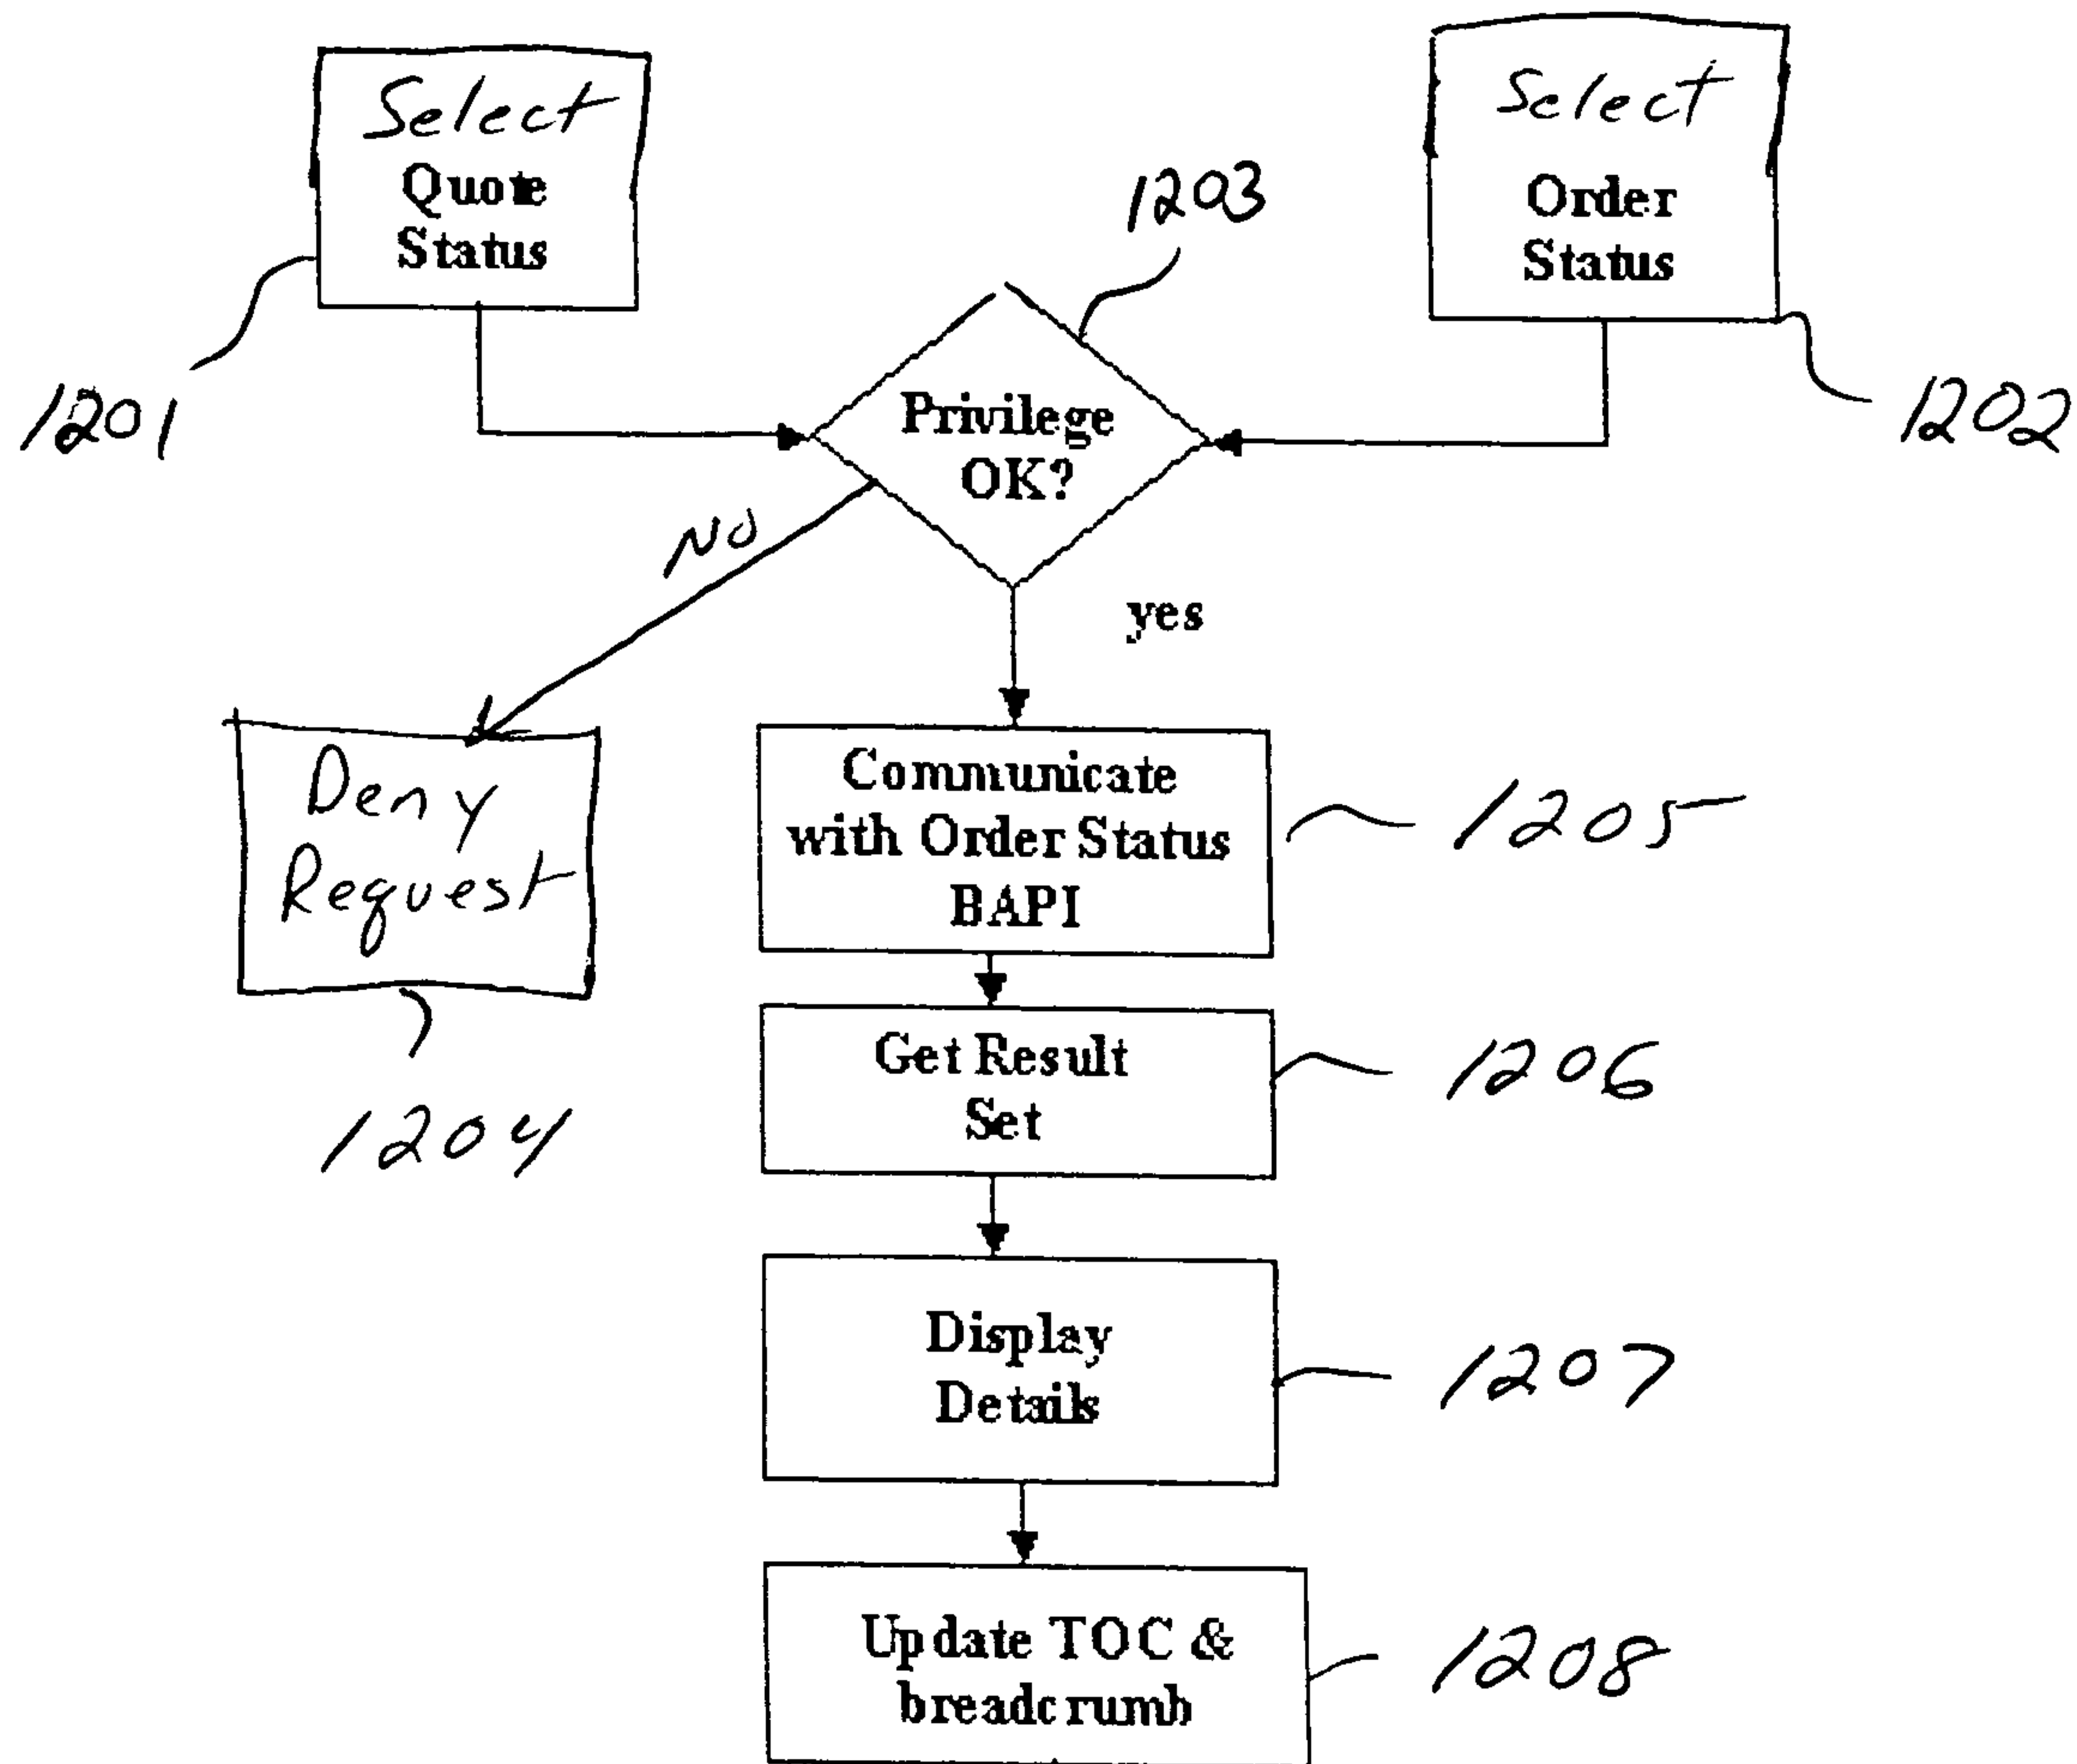 Select
Quote
Status
1201
Select
Order
Status
1202
1203
Privilege
OK?
NO
yes
Deny
Request
1204
Communicate
with Order Status
BAPI
1205
Get Result
Set
1206
Display
Details
1207
Update TOC &
breadcrumb
1208